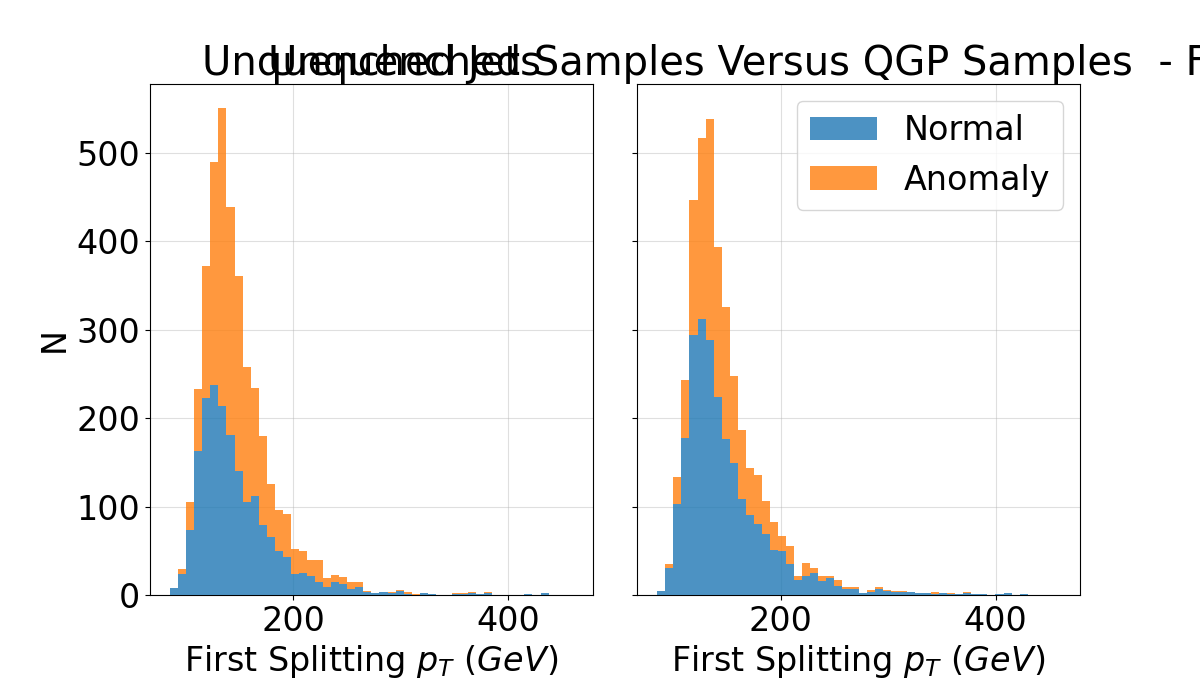 Samples Versus QGP Samples - F
Normal
Anomaly
N
500
400
300
200
100
0
200
400
200
400
First Splitting p_T (GeV)
First Splitting p_T (GeV)